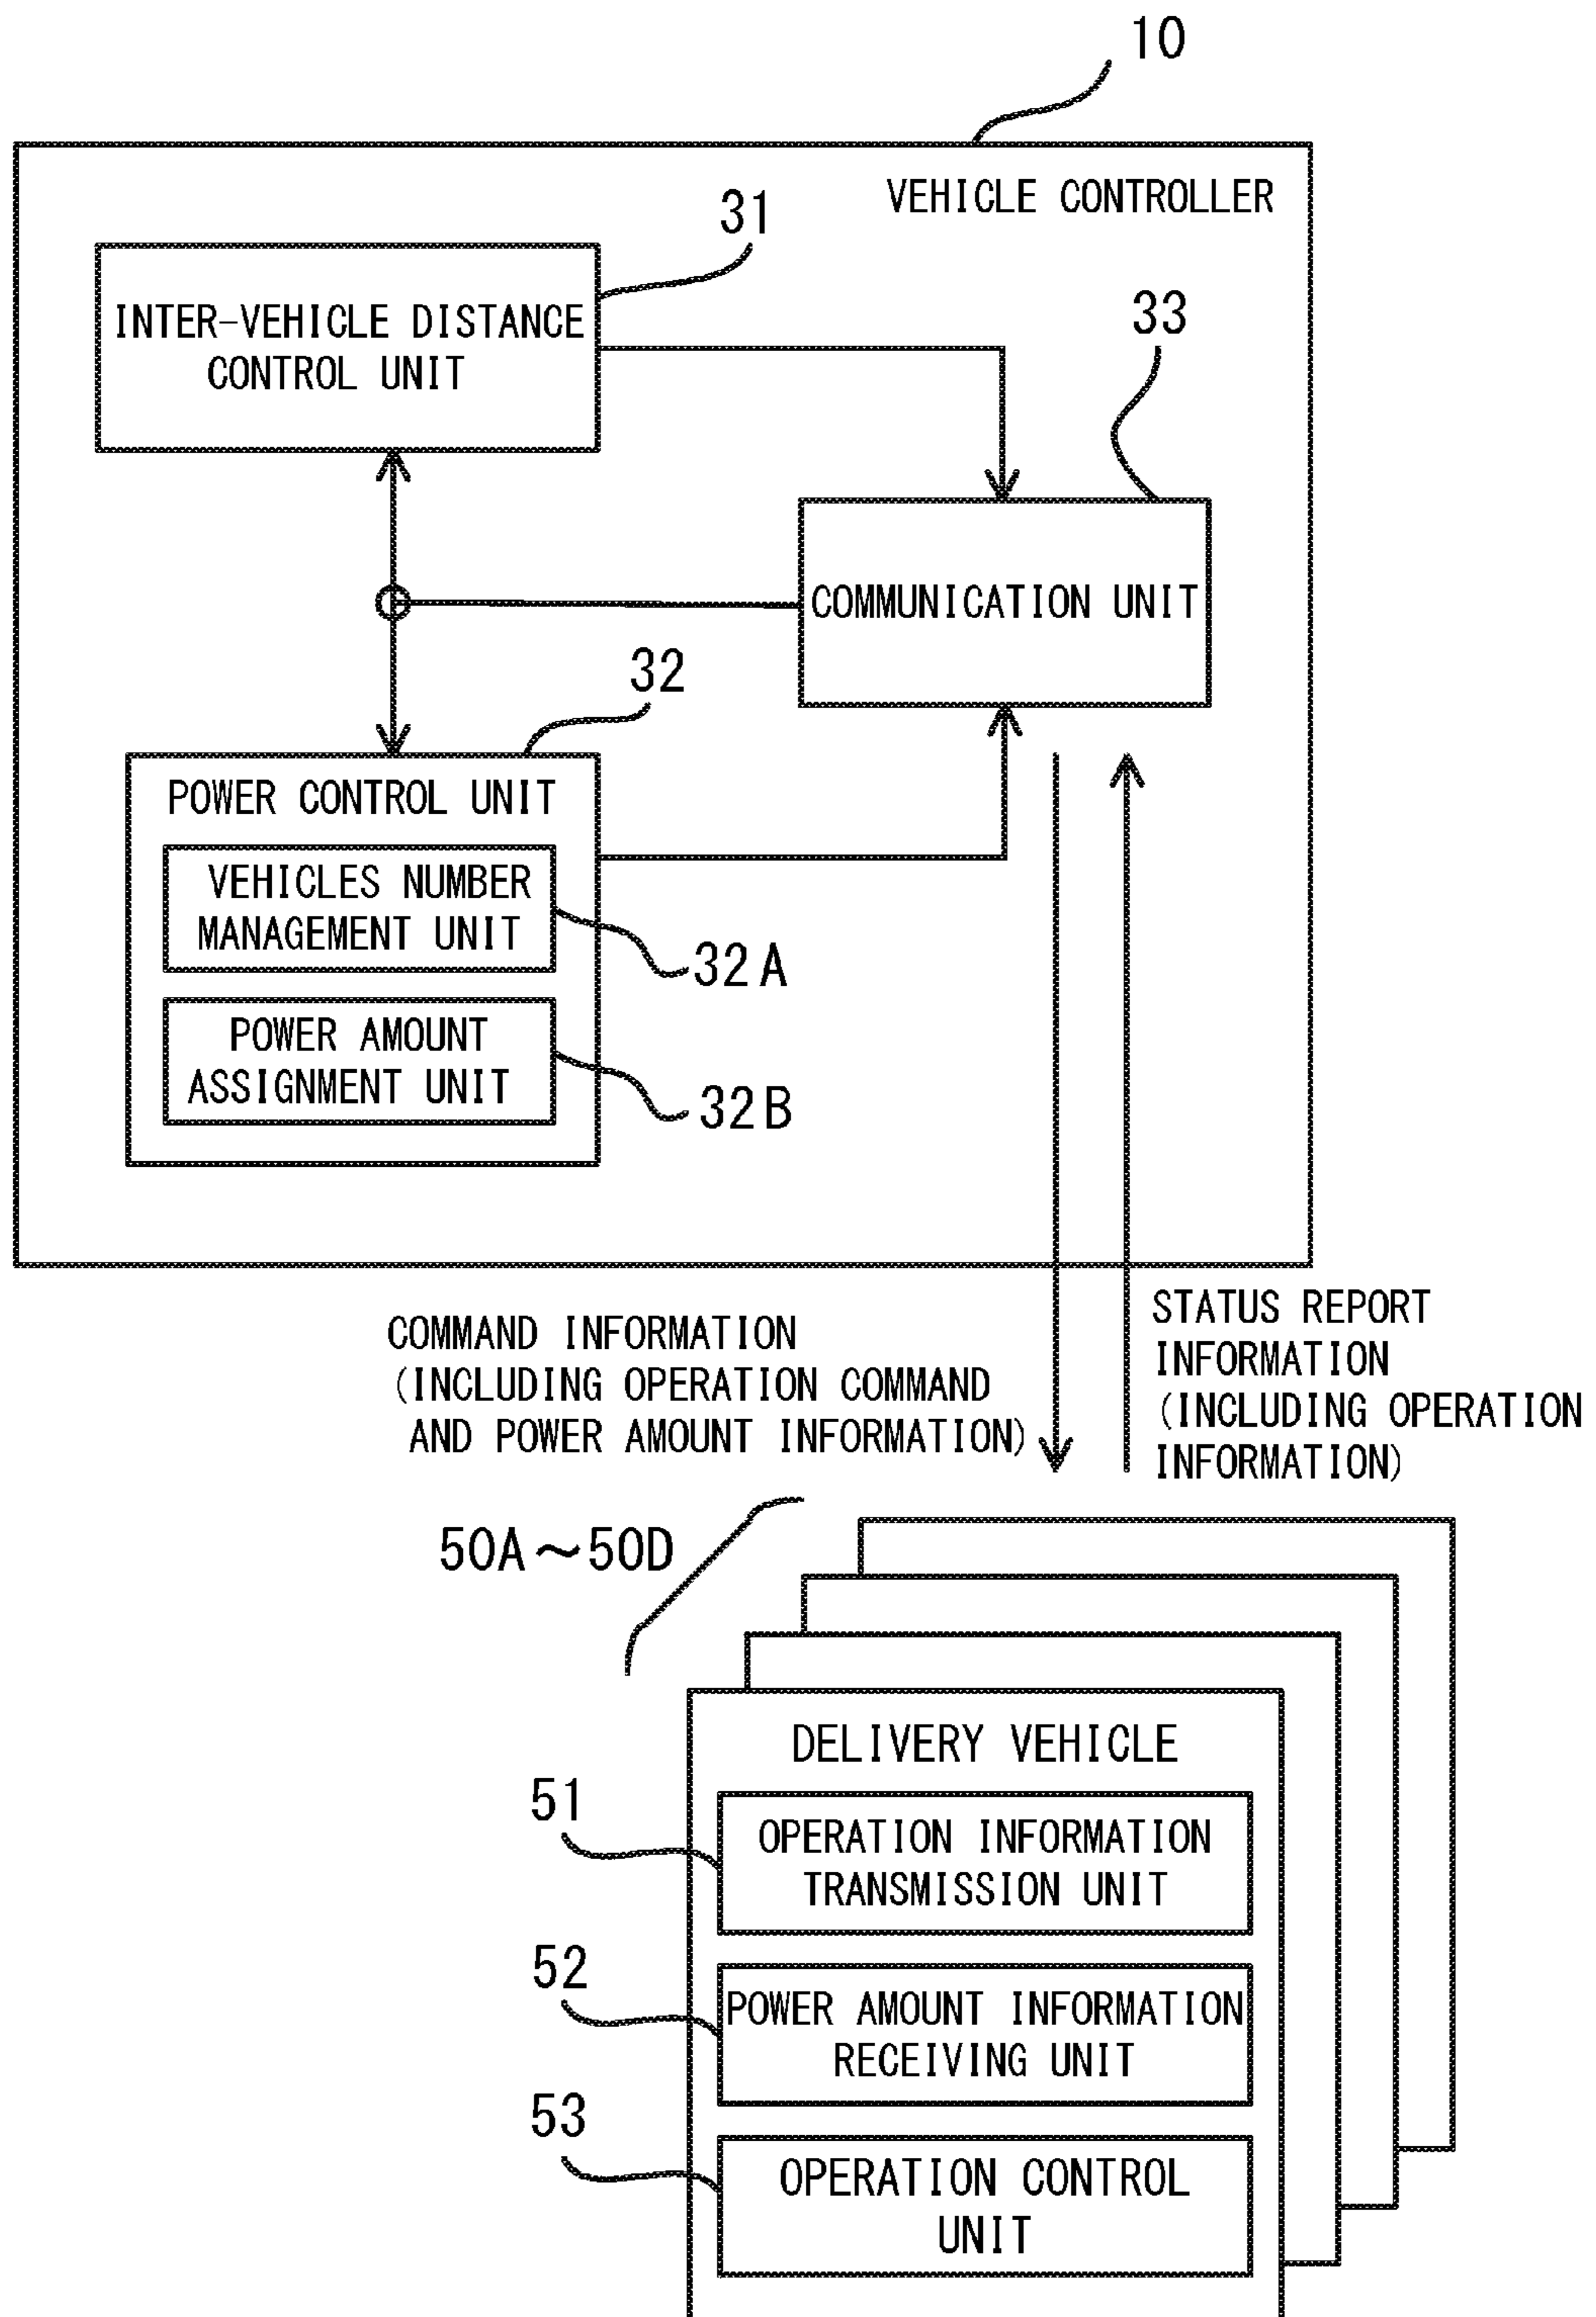 10
VEHICLE CONTROLLER
31
INTER-VEHICLE DISTANCE
CONTROL UNIT
33
COMMUNICATION UNIT
32
POWER CONTROL UNIT
VEHICLES NUMBER
MANAGEMENT UNIT
32A
POWER AMOUNT
ASSIGNMENT UNIT
32B
COMMAND INFORMATION
(INCLUDING OPERATION COMMAND
AND POWER AMOUNT INFORMATION)
STATUS REPORT
INFORMATION
(INCLUDING OPERATION
INFORMATION)
50A～50D
DELIVERY VEHICLE
51
OPERATION INFORMATION
TRANSMISSION UNIT
52
POWER AMOUNT INFORMATION
RECEIVING UNIT
53
OPERATION CONTROL
UNIT